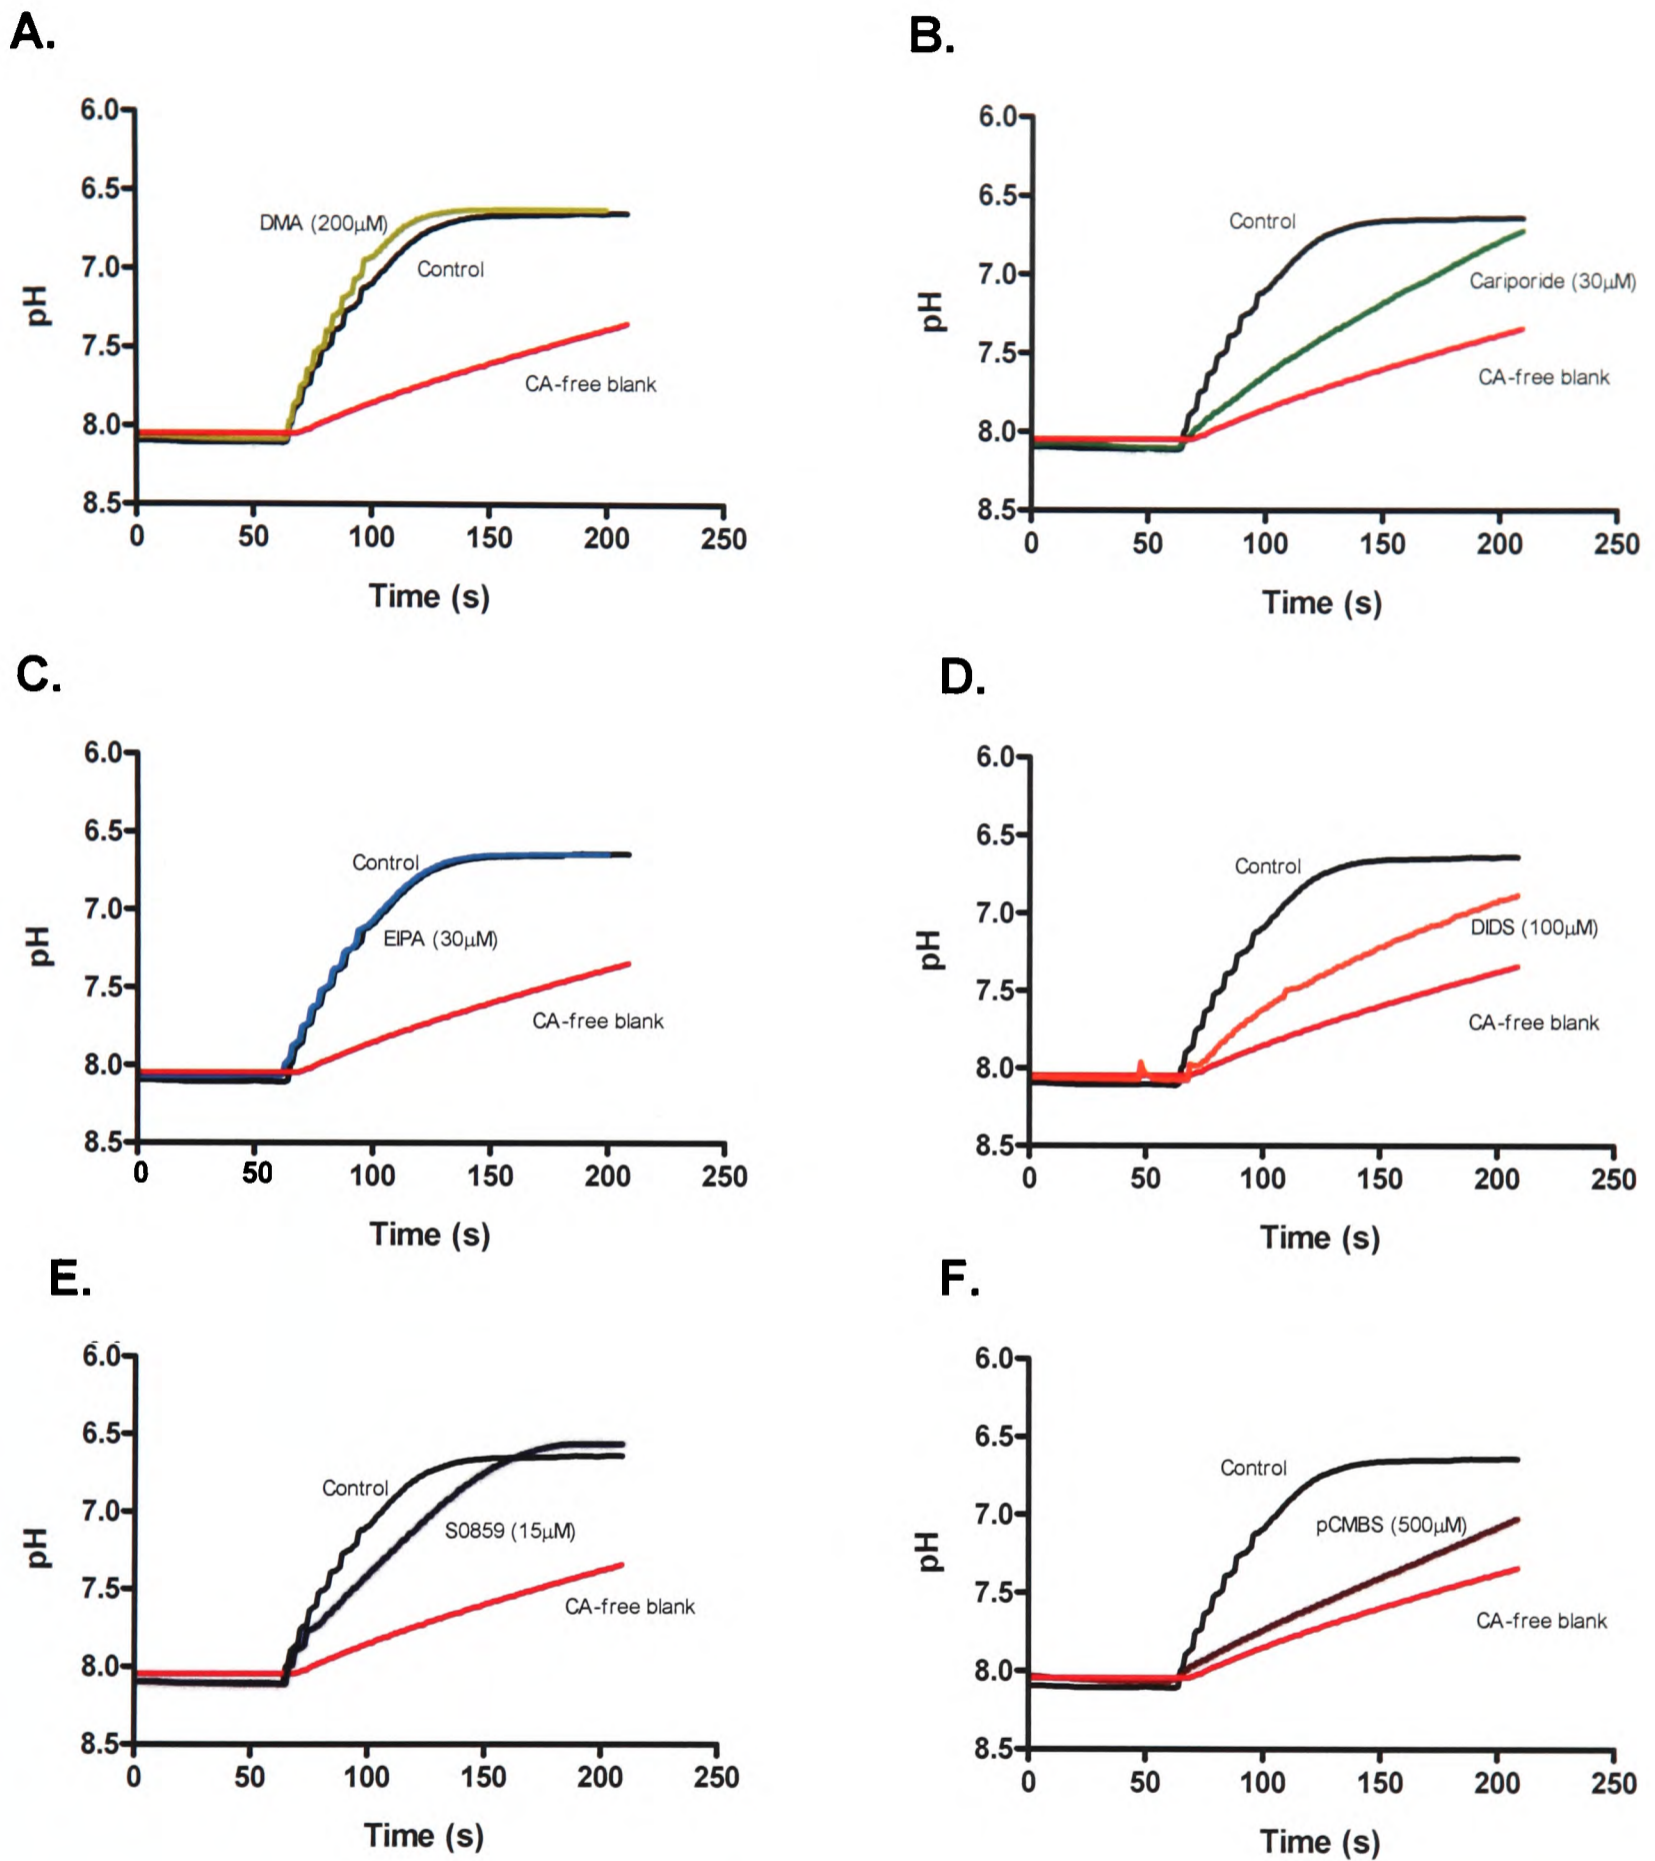 A.
6.0
6.5
7.0
7.5
8.0
8.5
pH
DMA (200µM)
Control
CA-free blank
0 50 100 150 200 250
Time (s)
B.
6.0
6.5
7.0
7.5
8.0
8.5
pH
Control
Cariporide (30µM)
CA-free blank
0 50 100 150 200 250
Time (s)
C.
6.0
6.5
7.0
7.5
8.0
8.5
pH
Control
EIPA (30µM)
CA-free blank
0 50 100 150 200 250
Time (s)
D.
6.0
6.5
7.0
7.5
8.0
8.5
pH
Control
DIDS (100µM)
CA-free blank
0 50 100 150 200 250
Time (s)
E.
6.0
6.5
7.0
7.5
8.0
8.5
pH
Control
S0859 (15µM)
CA-free blank
0 50 100 150 200 250
Time (s)
F.
6.0
6.5
7.0
7.5
8.0
8.5
pH
Control
pCMBS (500µM)
CA-free blank
0 50 100 150 200 250
Time (s)